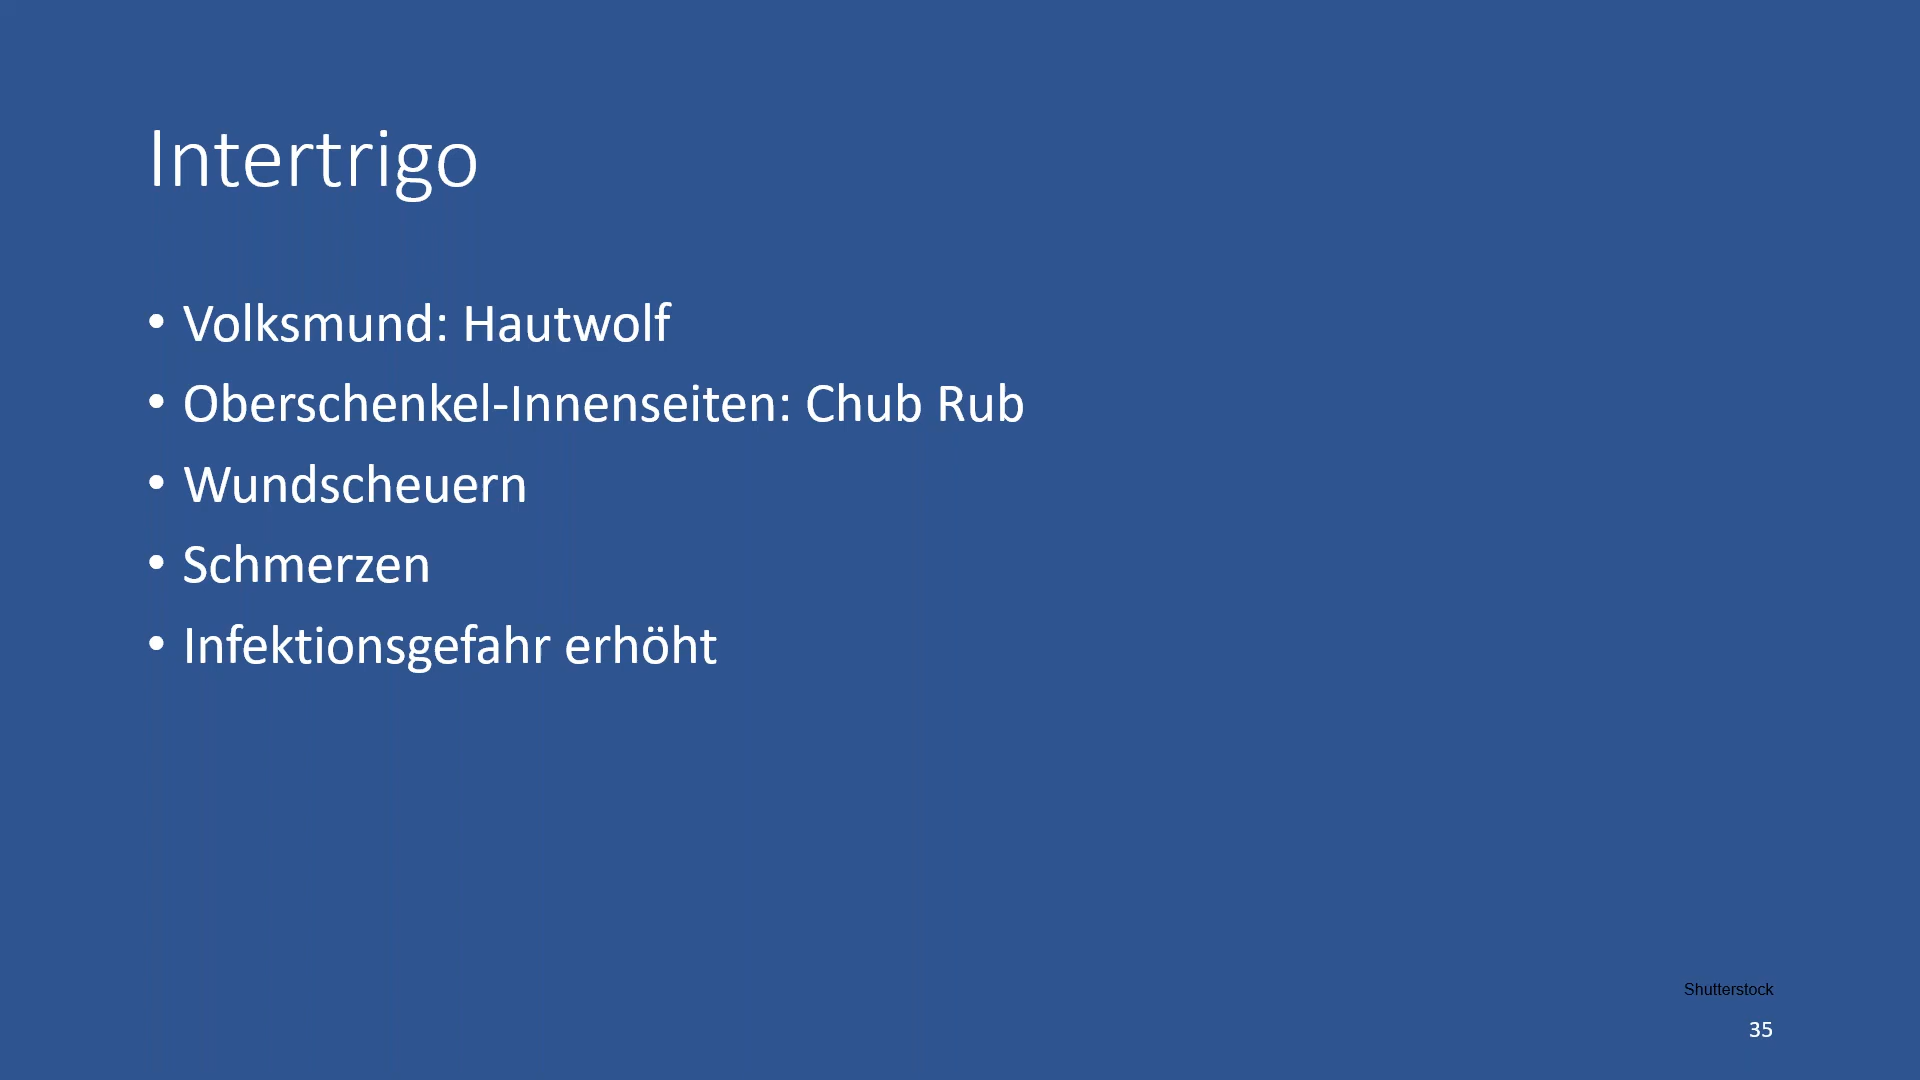 Intertrigo
• Volksmund: Hautwolf
• Oberschenkel-Innenseiten: Chub Rub
• Wundscheuern
• Schmerzen
• Infektionsgefahr erhöht
Shutterstock
35